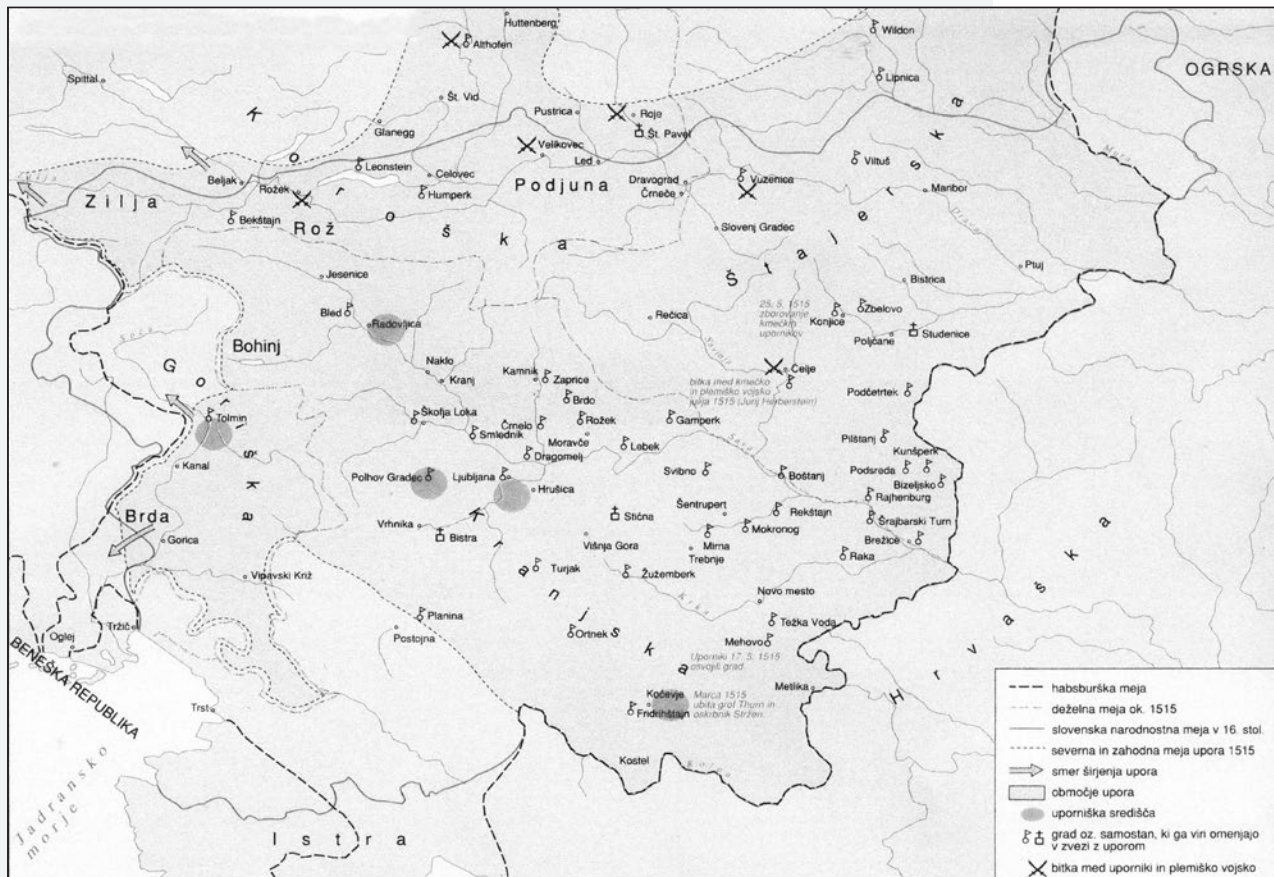 Huttenberg
Wildon
Althofen
OGRSKA
Spittal
Lipnica
Št. Vid
Pustrica
Roje
Glanegg
Št. Pavel
Velikovec
Leonstein
Led
Viltuš
Celovec
Beljak
Rožek
Humperk
Podjuna
Dravograd
Vuzenica
Črneče
Maribor
Zilja
Bekštajn
Rož
Koroška
Slovenj Gradec
Štajerska
Mura
Drava
Jesenice
Bistrica
Ptuj
Bled
Radovljica
Rečica
25. 5. 1515
zborovanje
kmečkih
upornikov
Konjice
Zbelovo
Poljčane
Studenice
Soča
Bohinj
Goriška
Naklo
Kranj
Kamnik
Zaprice
Celje
bitka med kmečko
in plemiško vojsko
julija 1515 (Jurij Herberstein)
Podčetrtek
Brdo
Tolmin
Škofja Loka
Smlednik
Črnelo
Rožek
Moravče
Gamperk
Lebek
Sava
Pilštanj
Kunšperk
Dragomelj
Kanal
Polhov Gradec
Ljubljana
Hrušica
Svibno
Boštanj
Podsreda
Bizeljsko
Rajhenburg
Brda
Vrhnika
Bistra
Stična
Šentrupert
Rekštajn
Mokronog
Šrajbarski Turn
Gorica
Višnja Gora
Mirna
Trebnje
Brežice
Raka
Vipavski Križ
Turjak
Žužemberk
Krka
Kranjska
Novo mesto
Hrvaška
Planina
Postojna
Ortnek
Težka Voda
Mehovo
Uporniki 17. 5. 1515
osvojili grad.
Oglej
Tržič
BENEŠKA REPUBLIKA
Trst
Kočevje
Fridrihštajn
Marca 1515
ubita grof Thurn in
oskrbnik Stržen.
Metlika
Kostel
Jadransko
morje
Istra
habsburška meja
deželna meja ok. 1515
slovenska narodnostna meja v 16. stol.
severna in zahodna meja upora 1515
smer širjenja upora
območje upora
uporniška središča
grad oz. samostan, ki ga viri omenjajo
v zvezi z uporom
bitka med uporniki in plemiško vojsko